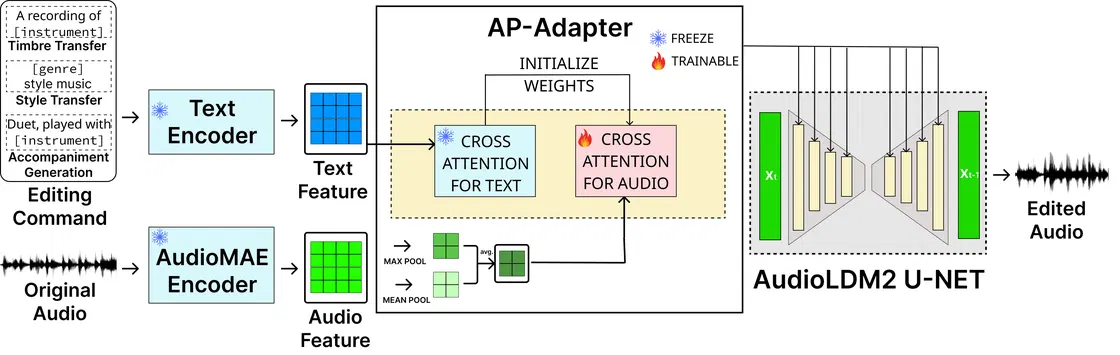 A recording of
[instrument]
Timbre Transfer
[genre]
style music
Style Transfer
Duet, played with
[instrument]
Accompaniment
Generation
Editing
Command
Original
Audio
Text
Encoder
AudioMAE
Encoder
Text
Feature
Audio
Feature
AP-Adapter
FREEZE
TRAINABLE
INITIALIZE
WEIGHTS
CROSS
ATTENTION
FOR TEXT
CROSS
ATTENTION
FOR AUDIO
MAX POOL
MEAN POOL
avg.
Xt
Xt-1
AudioLDM2 U-NET
Edited
Audio